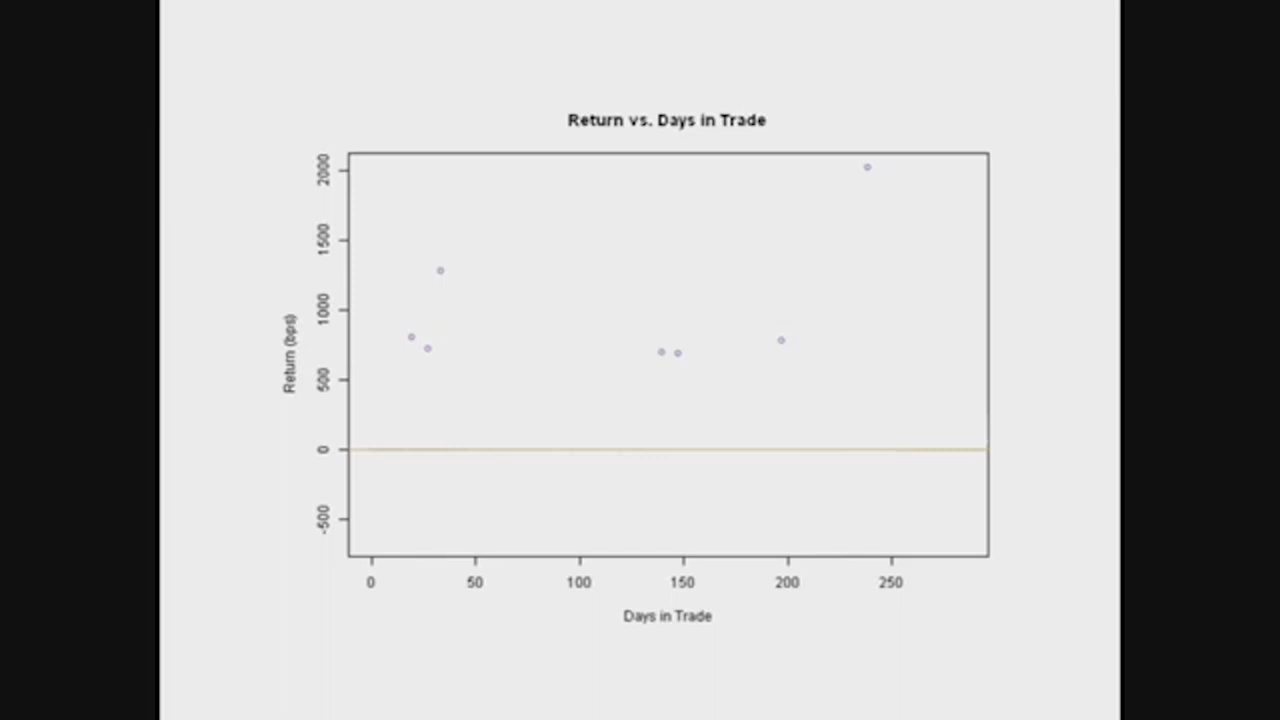 Return vs. Days in Trade
2000
1500
1000
500
0
-500
Return (bps)
0 50 100 150 200 250
Days in Trade